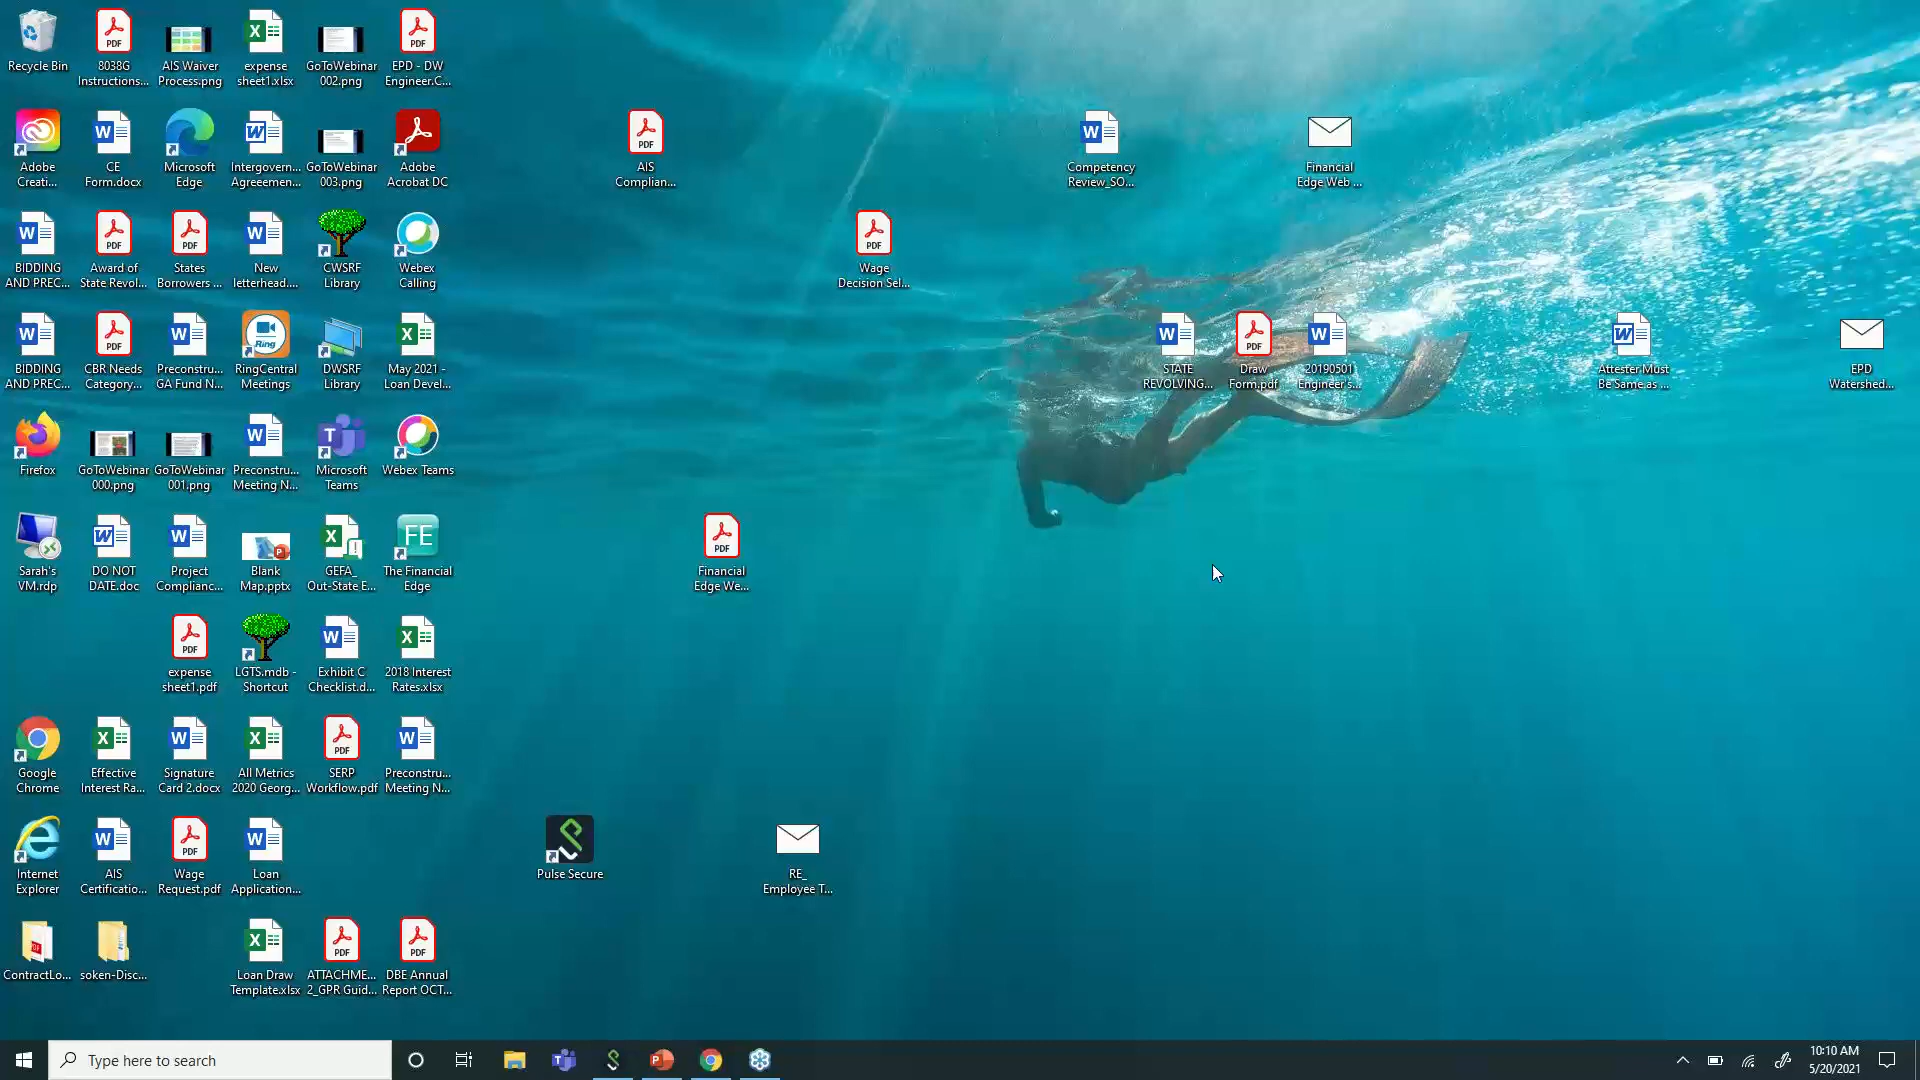 Recycle Bin
8038G
Instructions...
AIS Waiver
Process.png
expense
sheet1.xlsx
GoToWebinar
002.png
EPD - DW
Engineer.C...
Adobe
Creati...
CE
Form.docx
Microsoft
Edge
Intergovern...
Agreeemen...
GoToWebinar
003.png
Adobe
Acrobat DC
AIS
Complian...
Competency
Review_SO...
Financial
Edge Web ...
BIDDING
AND PREC...
Award of
State Revol...
States
Borrowers ...
New
letterhead....
CWSRF
Library
Webex
Calling
Wage
Decision Sel...
BIDDING
AND PREC...
CBR Needs
Category...
Preconstru...
GA Fund N...
Ring
RingCentral
Meetings
DWSRF
Library
May 2021 -
Loan Devel...
STATE
REVOLVING...
Draw
Form.pdf
20190501
Engineer's...
Attester Must
Be Same as ...
EPD
Watershed...
Firefox
GoToWebinar
000.png
GoToWebinar
001.png
Preconstru...
Meeting N...
Microsoft
Teams
Webex Teams
Sarah's
VM.rdp
DO NOT
DATE.doc
Project
Complianc...
Blank
Map.pptx
GEFA_
Out-State E...
FE
The Financial
Edge
Financial
Edge We...
expense
sheet1.pdf
LGTS.mdb -
Shortcut
Exhibit C
Checklist.d...
2018 Interest
Rates.xlsx
Google
Chrome
Effective
Interest Ra...
Signature
Card 2.docx
All Metrics
2020 Georg...
SERP
Workflow.pdf
Preconstru...
Meeting N...
Internet
Explorer
AIS
Certificatio...
Wage
Request.pdf
Loan
Application...
Pulse Secure
RE_
Employee T...
ContractLo...
soken-Disc...
Loan Draw
Template.xlsx
ATTACHME...
2_GPR Guid...
DBE Annual
Report OCT...
Type here to search
10:10 AM
5/20/2021